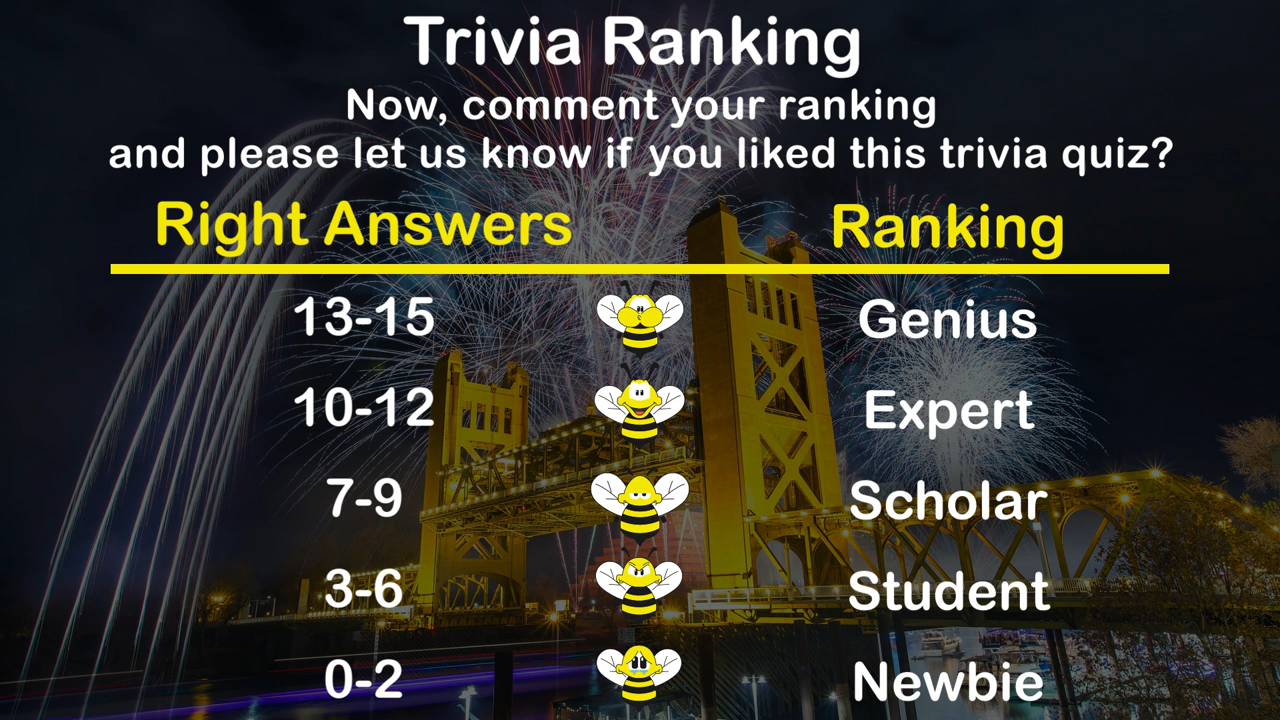 Trivia Ranking
Now, comment your ranking
and please let us know if you liked this trivia quiz?
Right Answers Ranking
13-15 Genius
10-12 Expert
7-9 Scholar
3-6 Student
0-2 Newbie